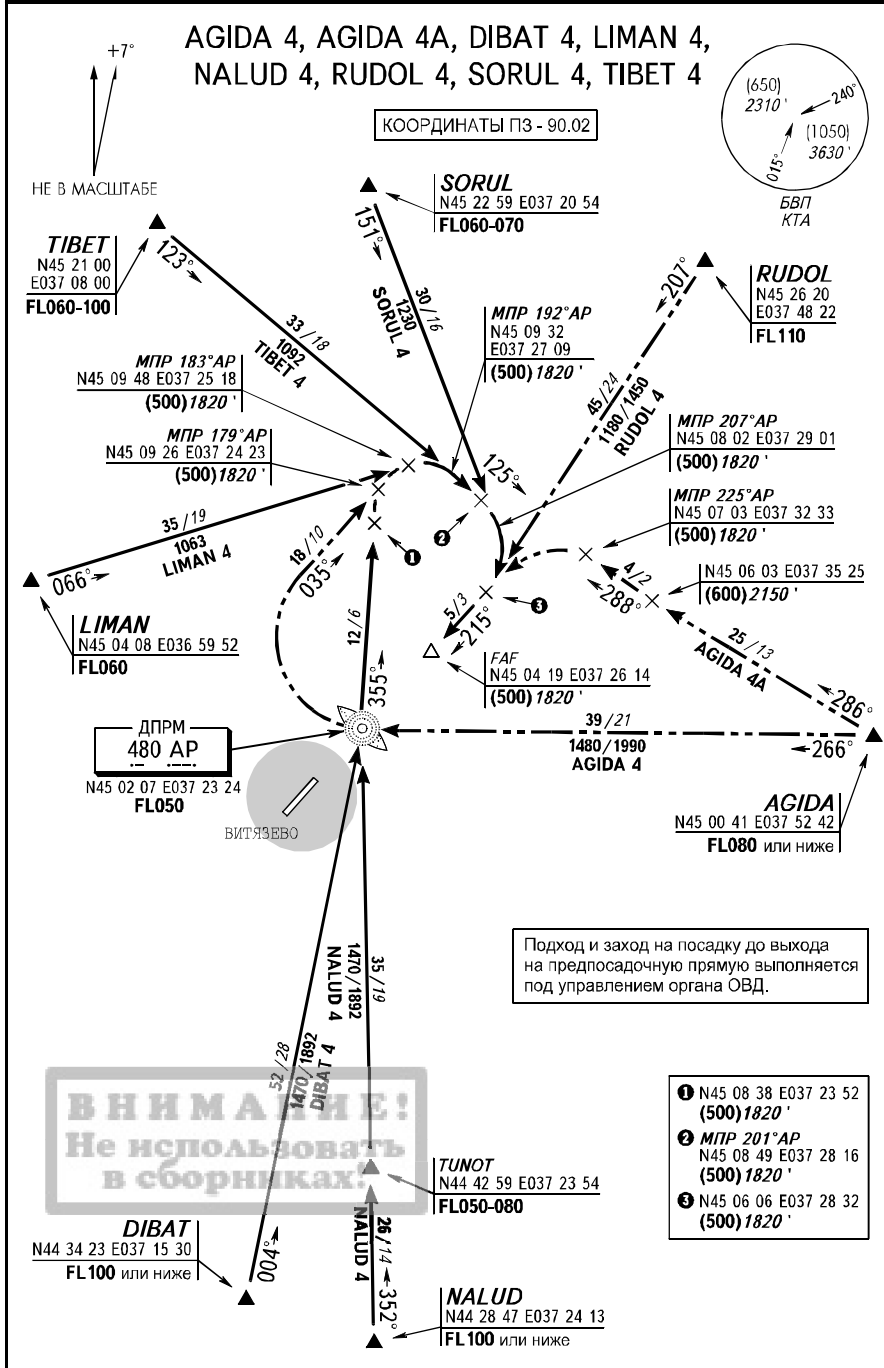 AGIDA 4, AGIDA 4A, DIBAT 4, LIMAN 4,
NALUD 4, RUDOL 4, SORUL 4, TIBET 4
+7°
НЕ В МАСШТАБЕ
КООРДИНАТЫ ПЗ - 90.02
(650)
2310 '
240°
(1050)
3630 '
015°
БВП
КТА
SORUL
N45 22 59 E037 20 54
FL060-070
151°
30/16
1230
SORUL 4
TIBET
N45 21 00
E037 08 00
FL060-100
123°
33/18
1092
TIBET 4
RUDOL
N45 26 20
E037 48 22
FL110
207°
45/24
1180/1450
RUDOL 4
МПР 192°АР
N45 09 32
E037 27 09
(500)1820 '
МПР 183°АР
N45 09 48 E037 25 18
(500)1820 '
МПР 179°АР
N45 09 26 E037 24 23
(500)1820 '
МПР 207°АР
N45 08 02 E037 29 01
(500)1820 '
125°
МПР 225°АР
N45 07 03 E037 32 33
(500)1820 '
35/19
1063
LIMAN 4
066°
18/10
035°
❶
❷
❸
4/2
288°
N45 06 03 E037 35 25
(600)2150 '
LIMAN
N45 04 08 E036 59 52
FL060
12/6
355°
5/3
215°
FAF
N45 04 19 E037 26 14
(500)1820 '
25/13
AGIDA 4A
286°
39/21
1480/1990
AGIDA 4
266°
ДПРМ
480 АР
N45 02 07 E037 23 24
FL050
ВИТЯЗЕВО
AGIDA
N45 00 41 E037 52 42
FL080 или ниже
35/19
1470/1892
NALUD 4
52/28
1470/1892
DIBAT 4
Подход и заход на посадку до выхода
на предпосадочную прямую выполняется
под управлением органа ОВД.
ВНИМАНИЕ!
Не использовать
в сборниках!
TUNOT
N44 42 59 E037 23 54
FL050-080
❶ N45 08 38 E037 23 52
(500)1820 '
❷ МПР 201°АР
N45 08 49 E037 28 16
(500)1820 '
❸ N45 06 06 E037 28 32
(500)1820 '
DIBAT
N44 34 23 E037 15 30
FL100 или ниже
004°
26/14
NALUD 4
352°
NALUD
N44 28 47 E037 24 13
FL100 или ниже